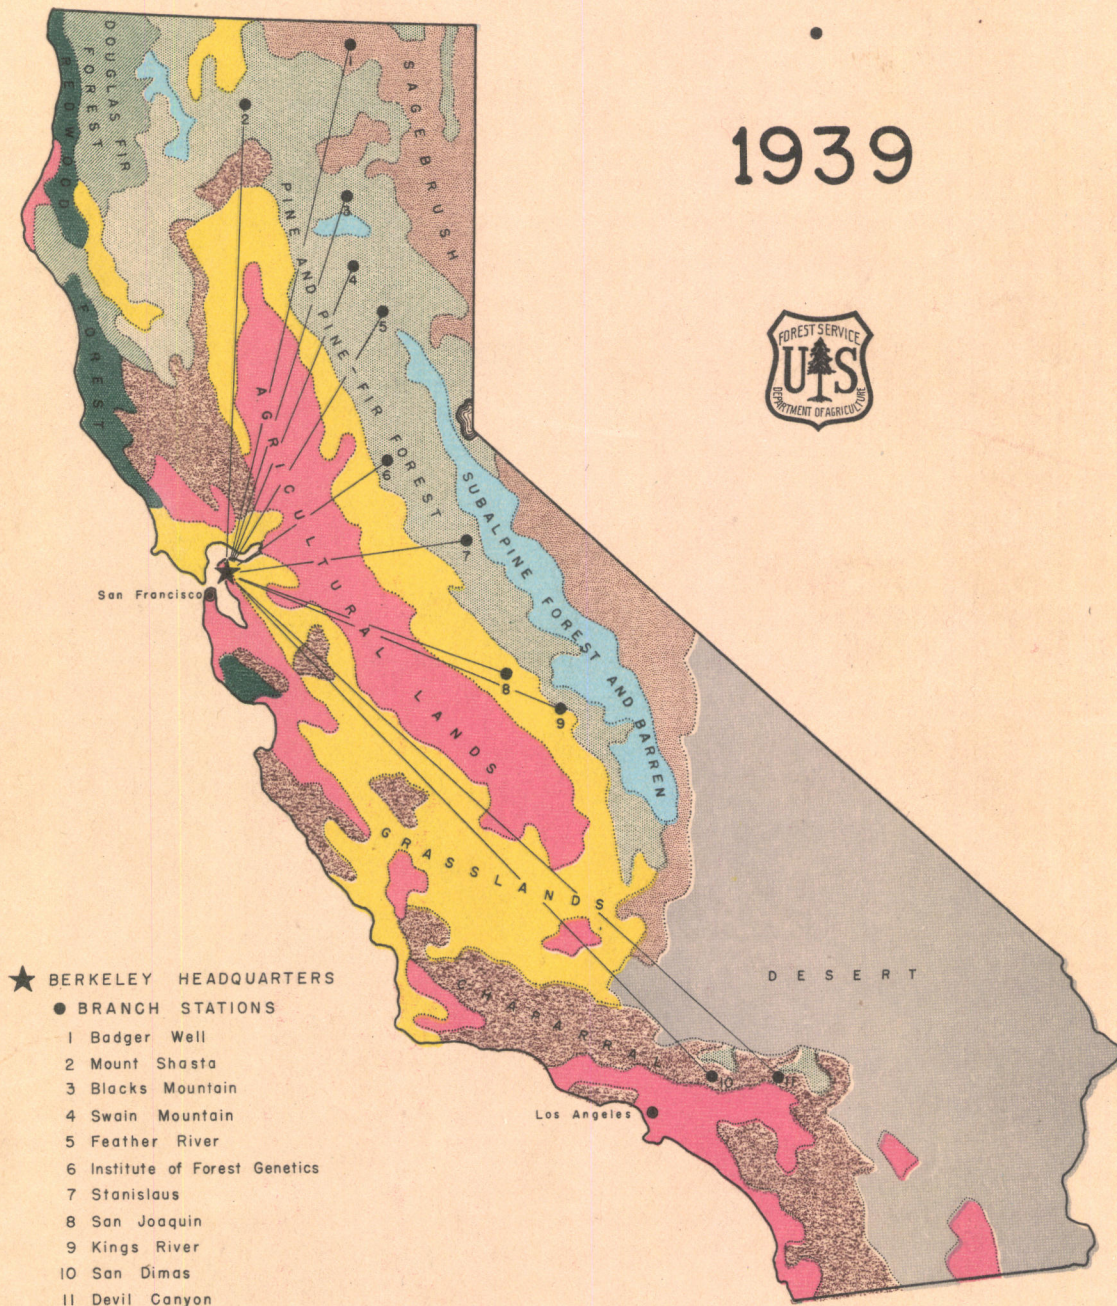 1939
FOREST SERVICE
U S
DEPARTMENT OF AGRICULTURE
REDWOOD
FOREST
DOUGLAS FIR
FOREST
SAGEBRUSH
PINE AND PINE-FIR
FOREST
AGRICULTURAL
LANDS
SUBALPINE FOREST AND BARREN
GRASSLANDS
CHAPARRAL
DESERT
1
2
3
4
5
6
7
8
9
10
11
San Francisco
Los Angeles
BERKELEY HEADQUARTERS
BRANCH STATIONS
1 Badger Well
2 Mount Shasta
3 Blacks Mountain
4 Swain Mountain
5 Feather River
6 Institute of Forest Genetics
7 Stanislaus
8 San Joaquin
9 Kings River
10 San Dimas
11 Devil Canyon